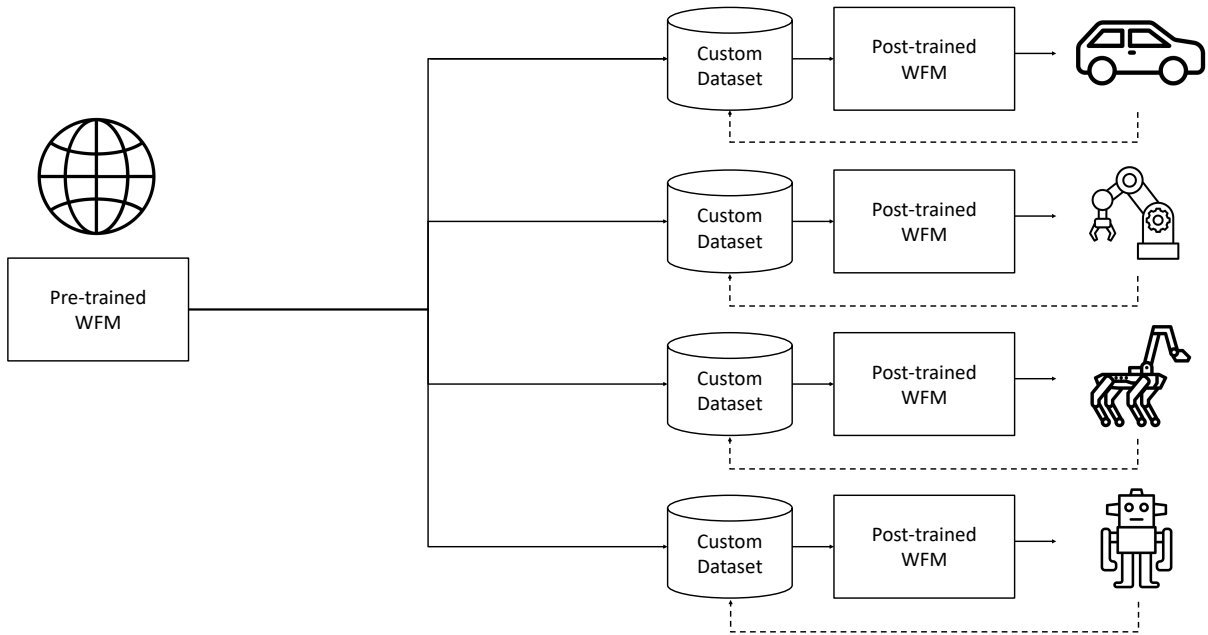 Custom
Dataset
Post-trained
WFM
Custom
Dataset
Post-trained
WFM
Pre-trained
WFM
Custom
Dataset
Post-trained
WFM
Custom
Dataset
Post-trained
WFM